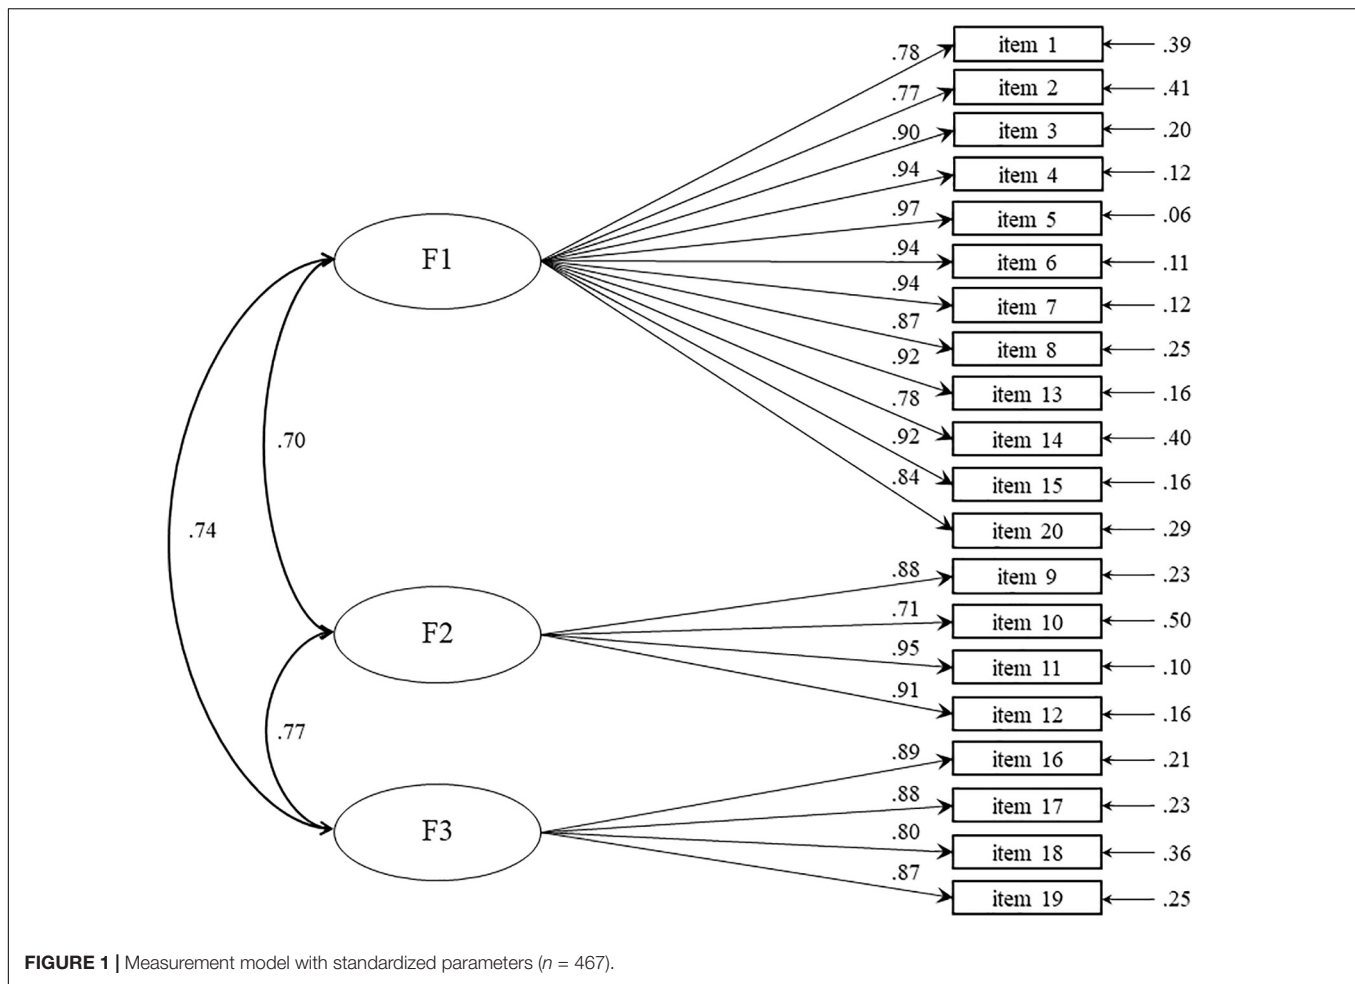 .78 item 1 .39
.77 item 2 .41
.90 item 3 .20
.94 item 4 .12
.97 item 5 .06
F1
.94 item 6 .11
.94 item 7 .12
.87 item 8 .25
.92 item 13 .16
.78 item 14 .40
.70
.92 item 15 .16
.84 item 20 .29
.74
.88 item 9 .23
F2
.71 item 10 .50
.95 item 11 .10
.91 item 12 .16
.77
.89 item 16 .21
.88 item 17 .23
F3
.80 item 18 .36
.87 item 19 .25
FIGURE 1 | Measurement model with standardized parameters (n = 467).